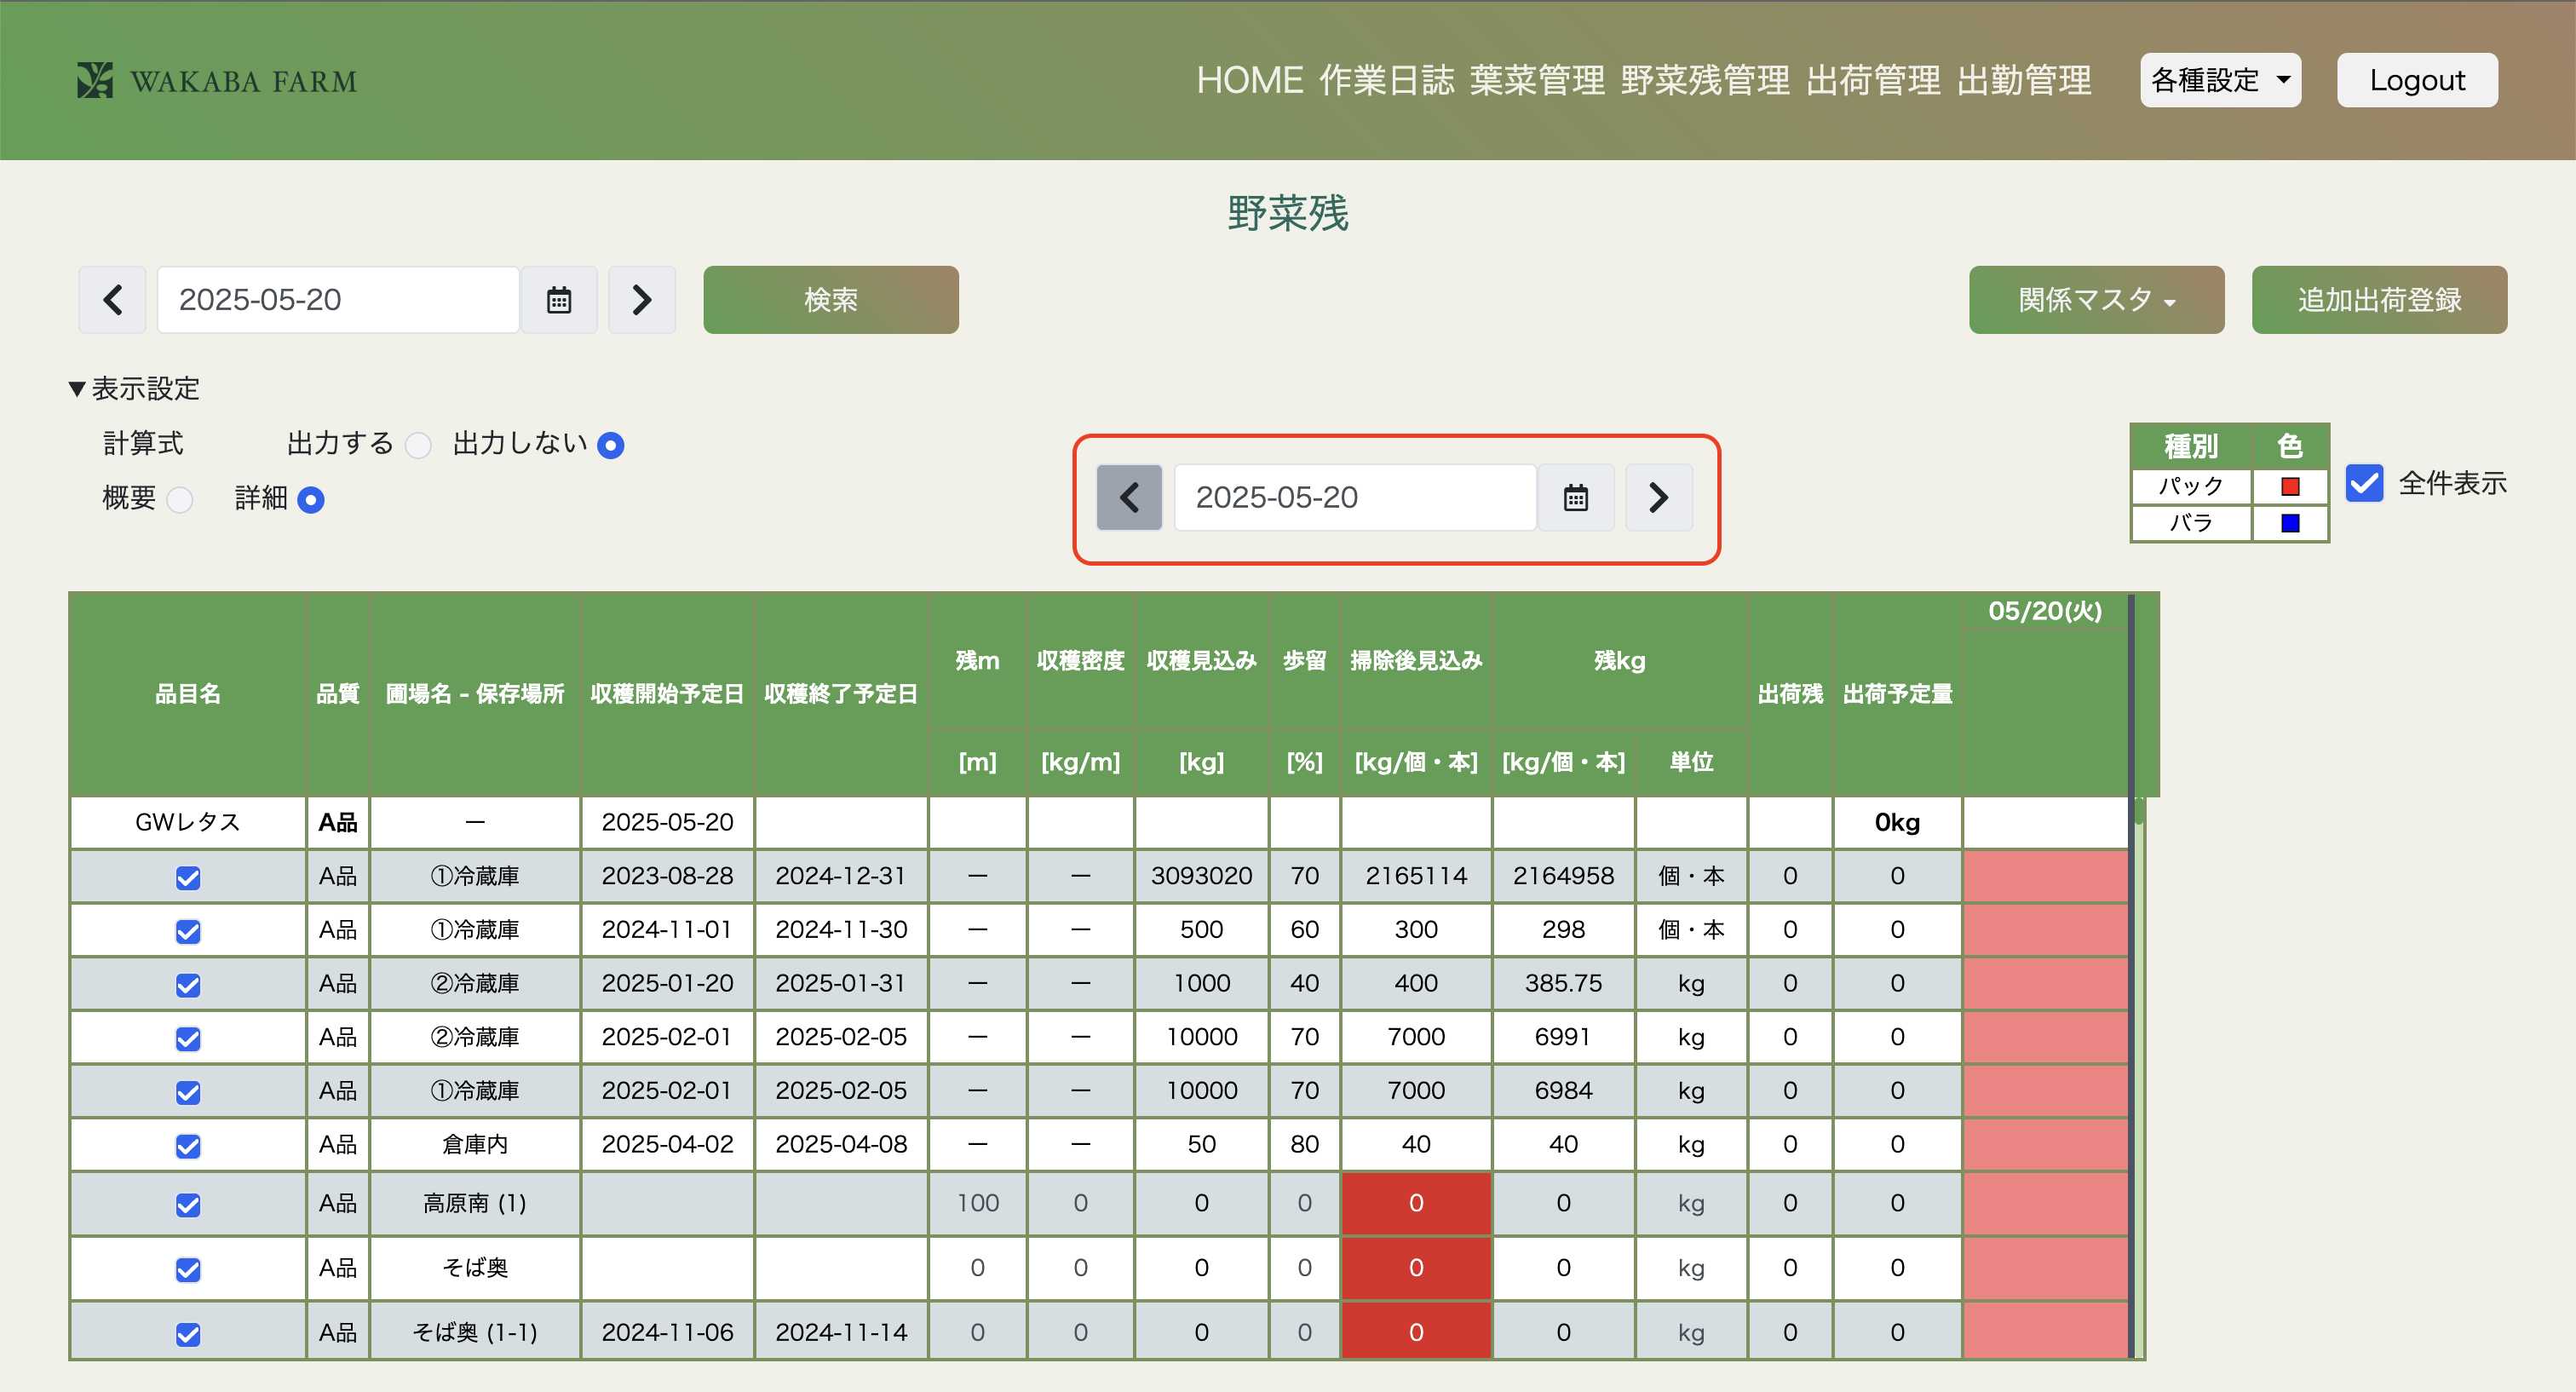 WAKABA FARM
HOME 作業日誌 葉菜管理 野菜残管理 出荷管理 出勤管理 各種設定 Logout
野菜残
2025-05-20 検索 関係マスタ 追加出荷登録
▼表示設定
計算式 出力する 出力しない
概要 詳細
2025-05-20
種別 色
パック
バラ
全件表示
品目名 品質 圃場名 - 保存場所 収穫開始予定日 収穫終了予定日 残m 収穫密度 収穫見込み 歩留 掃除後見込み 残kg 出荷残 出荷予定量 05/20(火)
[m] [kg/m] [kg] [%] [kg/個・本] [kg/個・本] 単位
GWレタス A品 ー 2025-05-20 0kg
A品 ①冷蔵庫 2023-08-28 2024-12-31 ー ー 3093020 70 2165114 2164958 個・本 0 0
A品 ①冷蔵庫 2024-11-01 2024-11-30 ー ー 500 60 300 298 個・本 0 0
A品 ②冷蔵庫 2025-01-20 2025-01-31 ー ー 1000 40 400 385.75 kg 0 0
A品 ②冷蔵庫 2025-02-01 2025-02-05 ー ー 10000 70 7000 6991 kg 0 0
A品 ①冷蔵庫 2025-02-01 2025-02-05 ー ー 10000 70 7000 6984 kg 0 0
A品 倉庫内 2025-04-02 2025-04-08 ー ー 50 80 40 40 kg 0 0
A品 高原南 (1) 100 0 0 0 0 0 kg 0 0
A品 そば奥 0 0 0 0 0 0 kg 0 0
A品 そば奥 (1-1) 2024-11-06 2024-11-14 0 0 0 0 0 0 kg 0 0